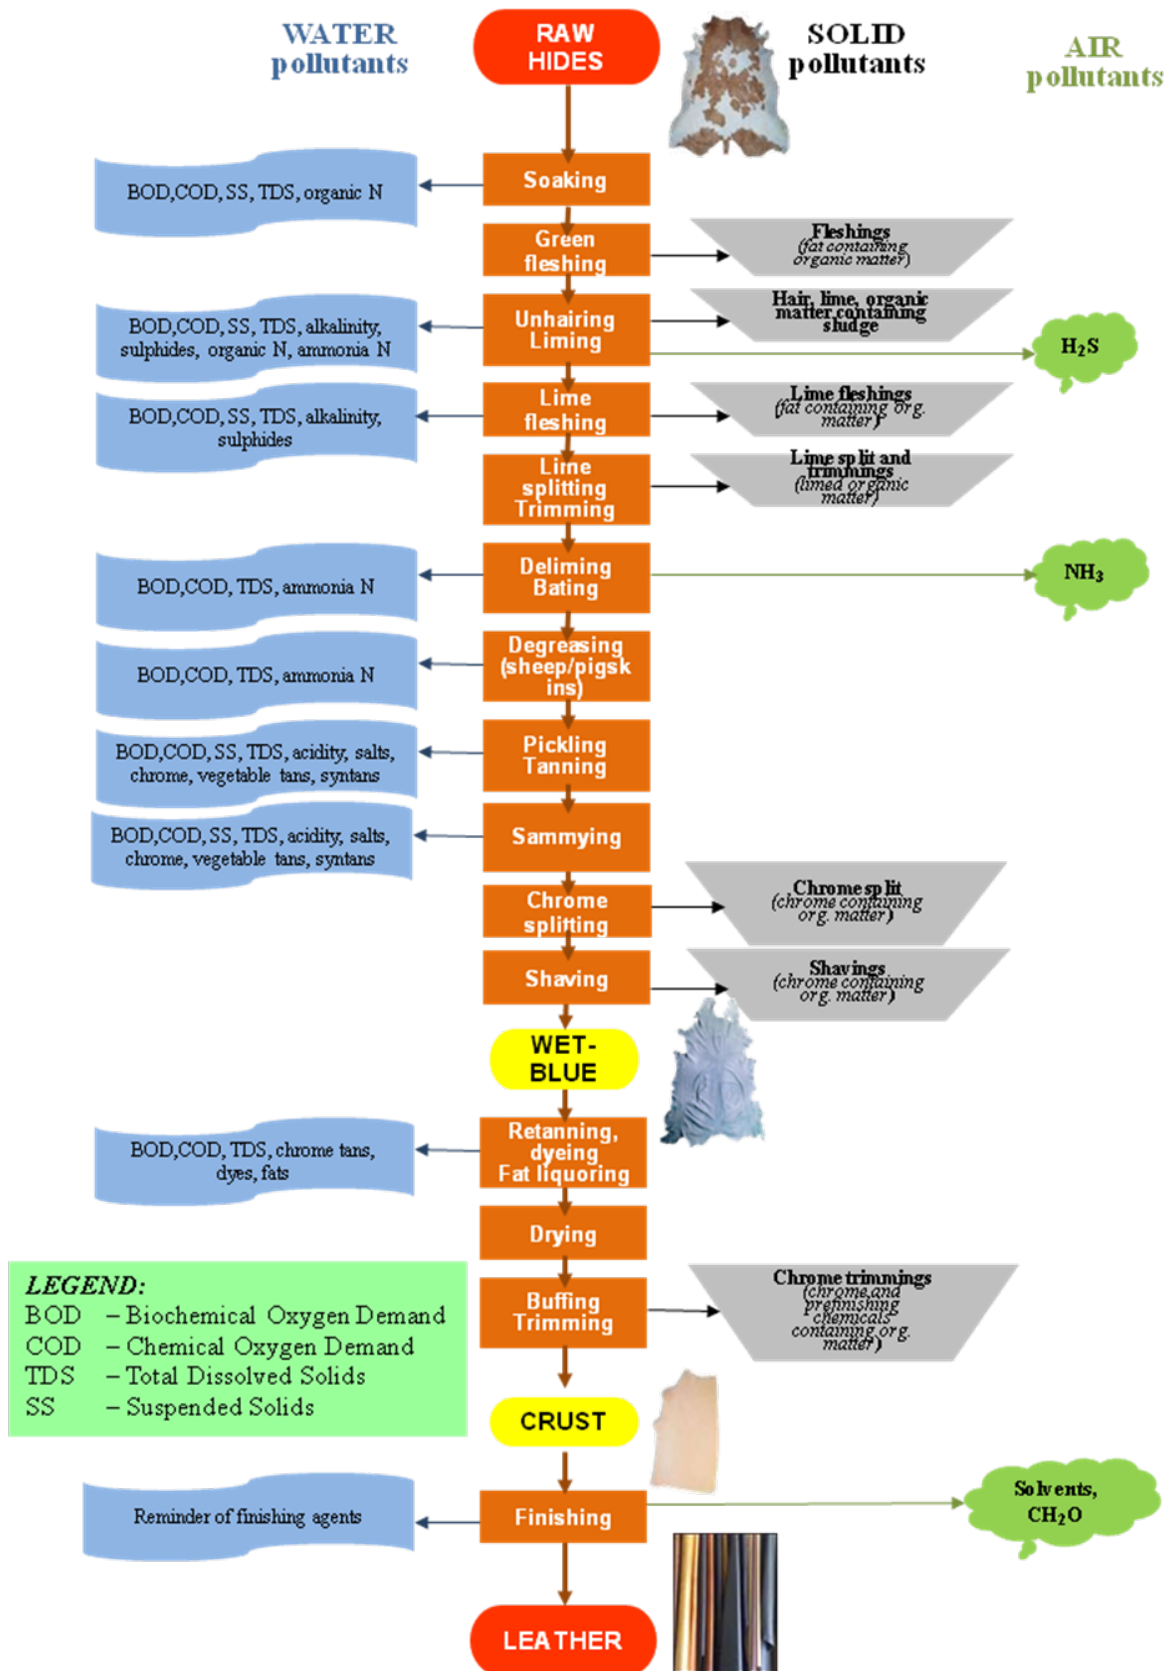 WATER
pollutants
RAW
HIDES
SOLID
pollutants
AIR
pollutants
BOD,COD, SS, TDS, organic N
Soaking
Green
fleshing
Fleshings
(fat containing
organic matter)
BOD,COD, SS, TDS, alkalinity,
sulphides, organic N, ammonia N
Unhairing
Liming
Hair, lime, organic
matter containing
sludge
H₂S
BOD,COD, SS, TDS, alkalinity,
sulphides
Lime
fleshing
Lime fleshings
(fat containing org.
matter)
Lime
splitting
Trimming
Lime split and
trimmings
(limed organic
matter)
BOD,COD, TDS, ammonia N
Deliming
Bating
NH₃
BOD,COD, TDS, ammonia N
Degreasing
(sheep/pigsk
ins)
BOD,COD, SS, TDS, acidity, salts,
chrome, vegetable tans, syntans
Pickling
Tanning
BOD,COD, SS, TDS, acidity, salts,
chrome, vegetable tans, syntans
Sammying
Chrome
splitting
Chrome split
(chrome containing
org. matter)
Shaving
Shavings
(chrome containing
org. matter)
WET-
BLUE
BOD,COD, TDS, chrome tans,
dyes, fats
Retanning,
dyeing
Fat liquoring
Drying
Buffing
Trimming
Chrome trimmings
(chrome,and
prefinishing
chemicals
containing org.
matter)
LEGEND:
BOD – Biochemical Oxygen Demand
COD – Chemical Oxygen Demand
TDS – Total Dissolved Solids
SS – Suspended Solids
CRUST
Reminder of finishing agents
Finishing
Solvents,
CH₂O
LEATHER